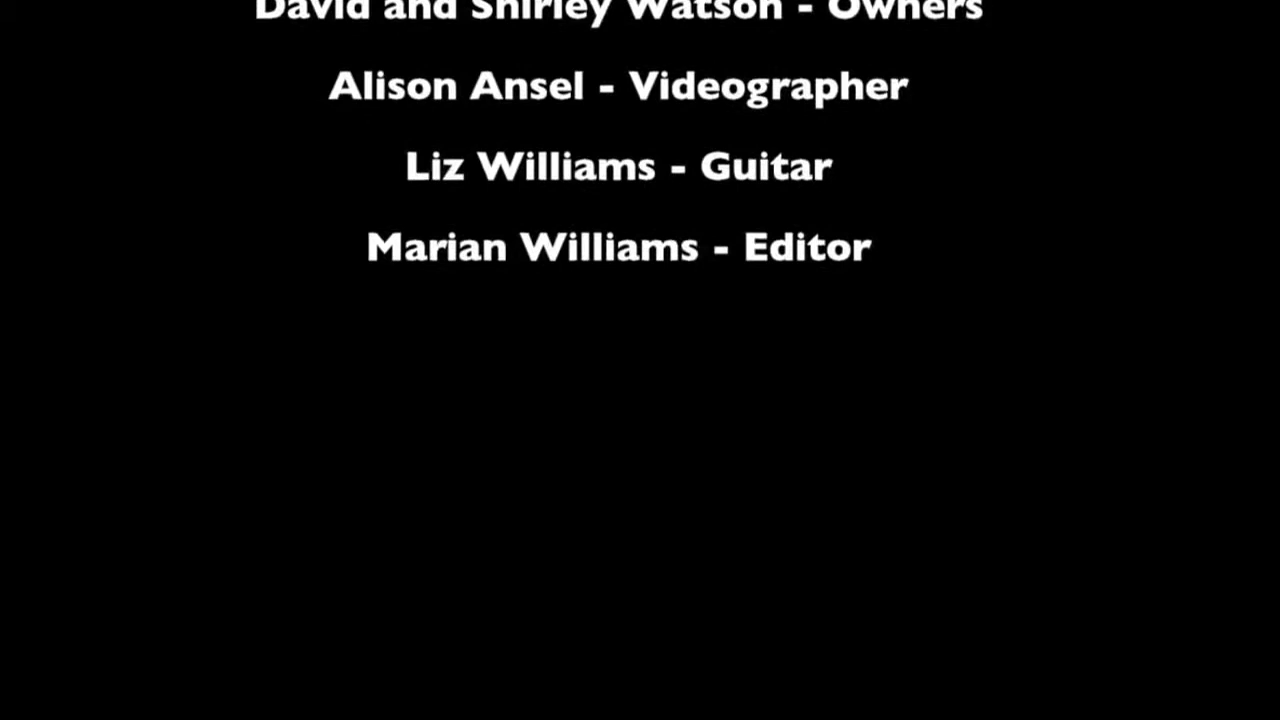 David and Shirley Watson - Owners
Alison Ansel - Videographer
Liz Williams - Guitar
Marian Williams - Editor